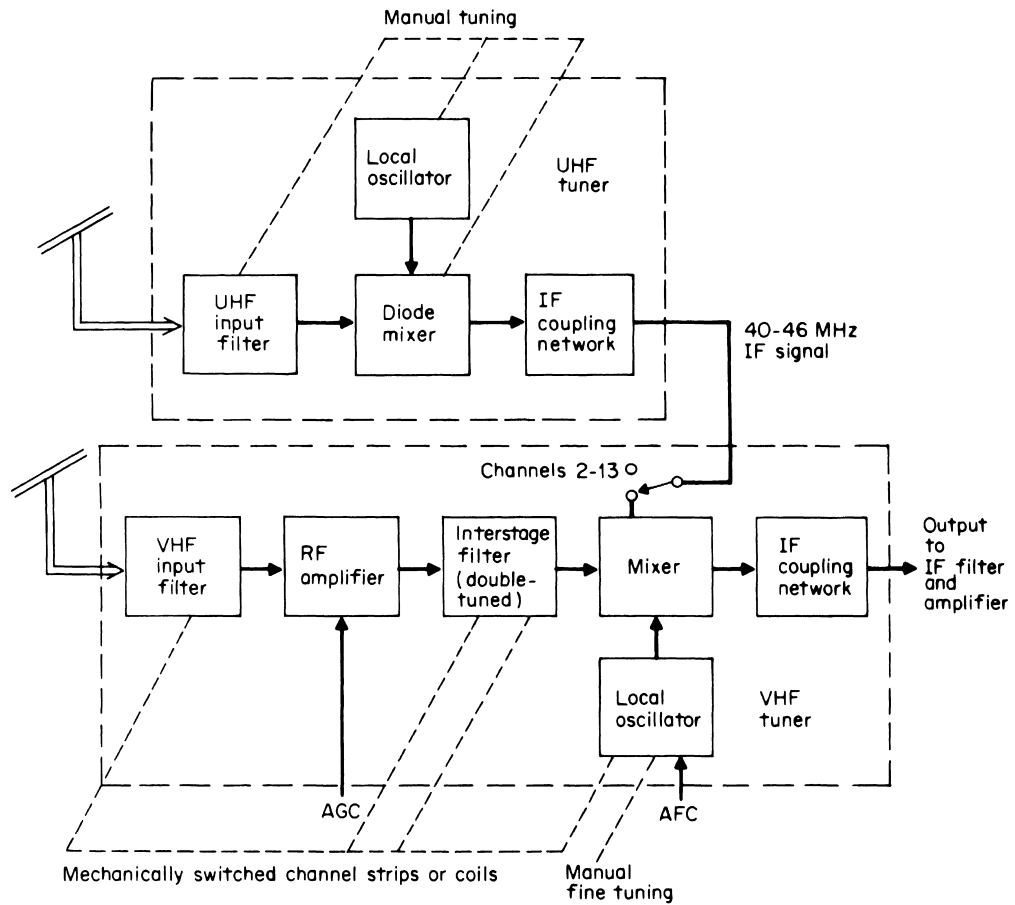 Manual tuning
Local
oscillator
UHF
tuner
UHF
input
filter
Diode
mixer
IF
coupling
network
40-46 MHz
IF signal
Channels 2-13
VHF
input
filter
RF
amplifier
Interstage
filter
(double-
tuned)
Mixer
IF
coupling
network
Output
to
IF filter
and
amplifier
Local
oscillator
VHF
tuner
AGC
AFC
Mechanically switched channel strips or coils
Manual
fine tuning